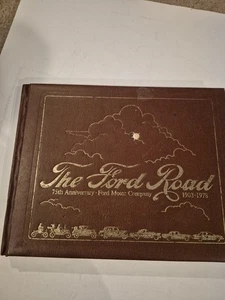 The Ford Road
75th Anniversary • Ford Motor Company 1903-1978